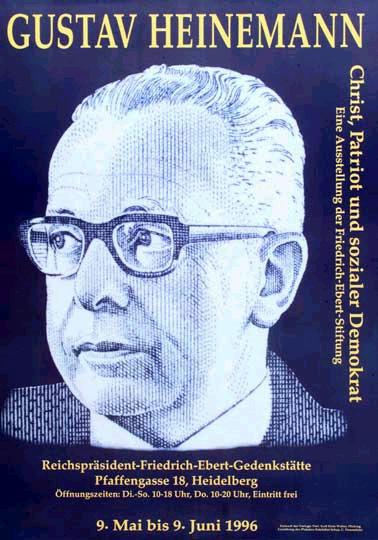 GUSTAV HEINEMANN
Christ, Patriot und sozialer Demokrat
Eine Ausstellung der Friedrich-Ebert-Stiftung
Reichspräsident-Friedrich-Ebert-Gedenkstätte
Pfaffengasse 18, Heidelberg
Öffnungszeiten: Di.-So. 10-18 Uhr, Do. 10-20 Uhr, Eintritt frei
9. Mai bis 9. Juni 1996